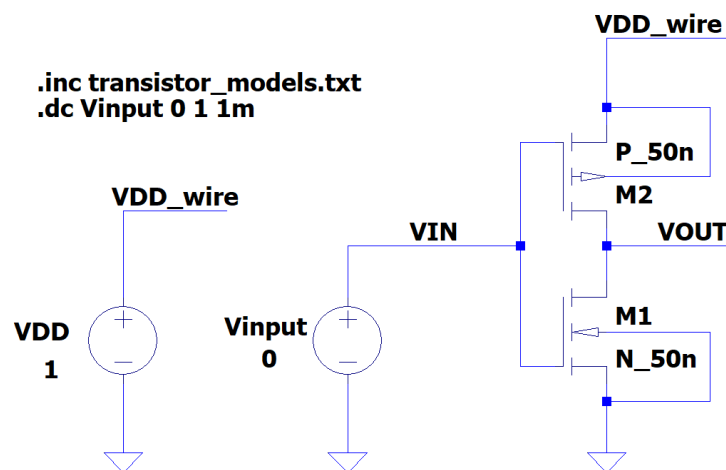 VDD_wire
.inc transistor_models.txt
.dc Vinput 0 1 1m
P_50n
VDD_wire
M2
VIN
VOUT
M1
VDD
Vinput
N_50n
1
0